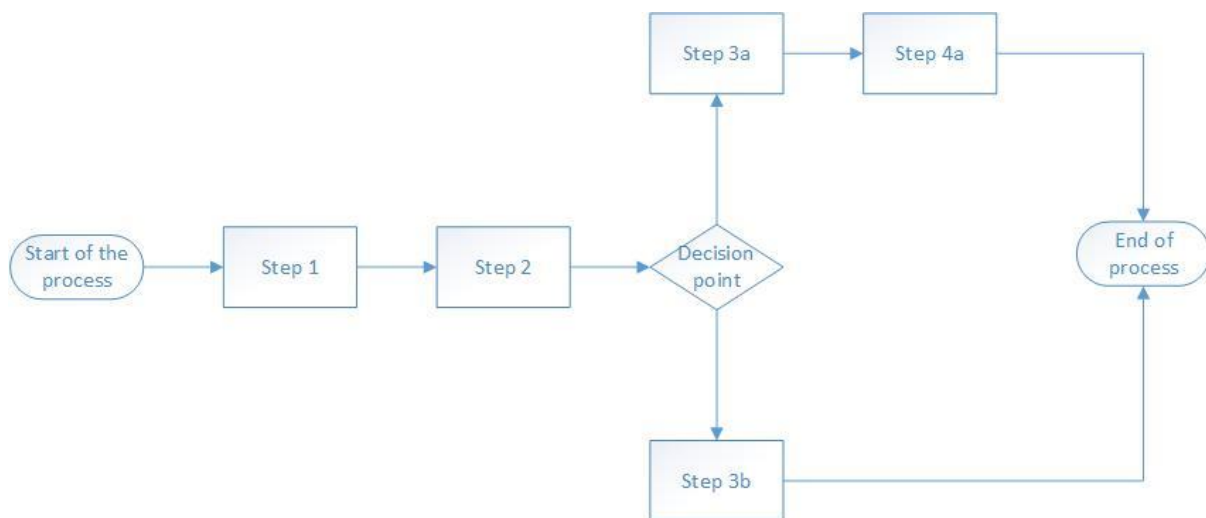 Step 3a
Step 4a
Start of the
process
Step 1
Step 2
Decision
point
End of
process
Step 3b